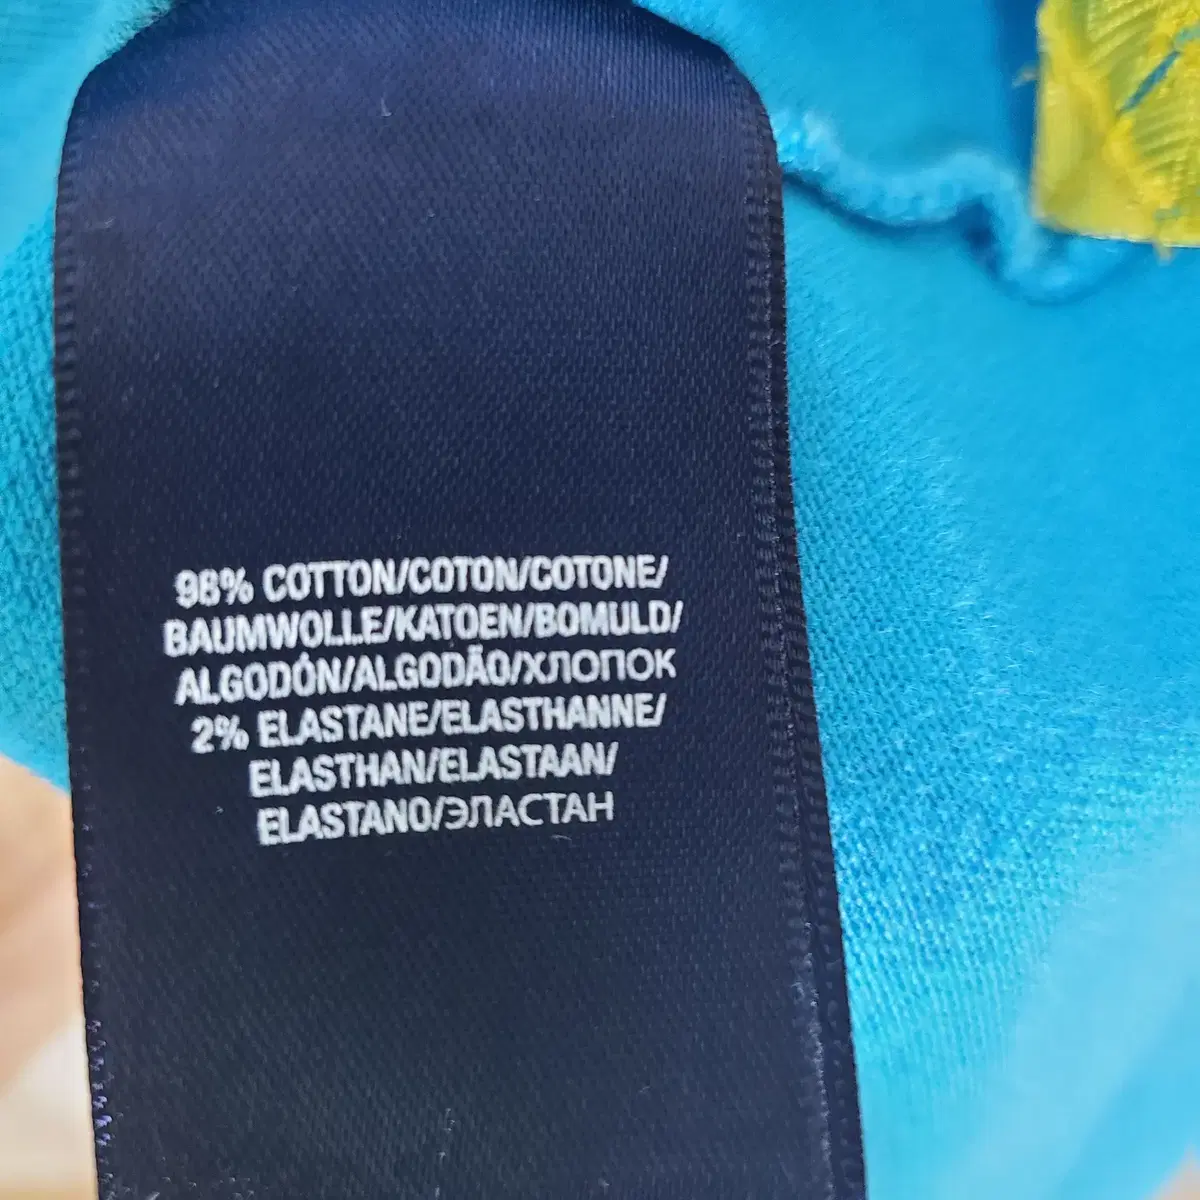 98% COTTON/COTON/COTONE/
BAUMWOLLE/KATOEN/BOMULD/
ALGODÓN/ALGODÃO/ХЛОПОК
2% ELASTANE/ELASTHANNE/
ELASTHAN/ELASTAAN/
ELASTANO/ЭЛАСТАН